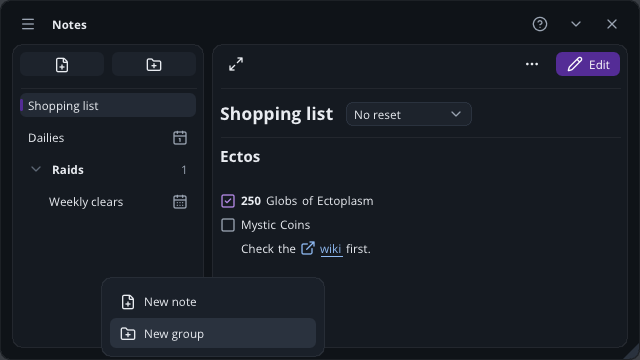 Notes
Edit
Shopping list
Dailies
Raids 1
Weekly clears
Shopping list No reset
Ectos
250 Globs of Ectoplasm
Mystic Coins
Check the wiki first.
New note
New group